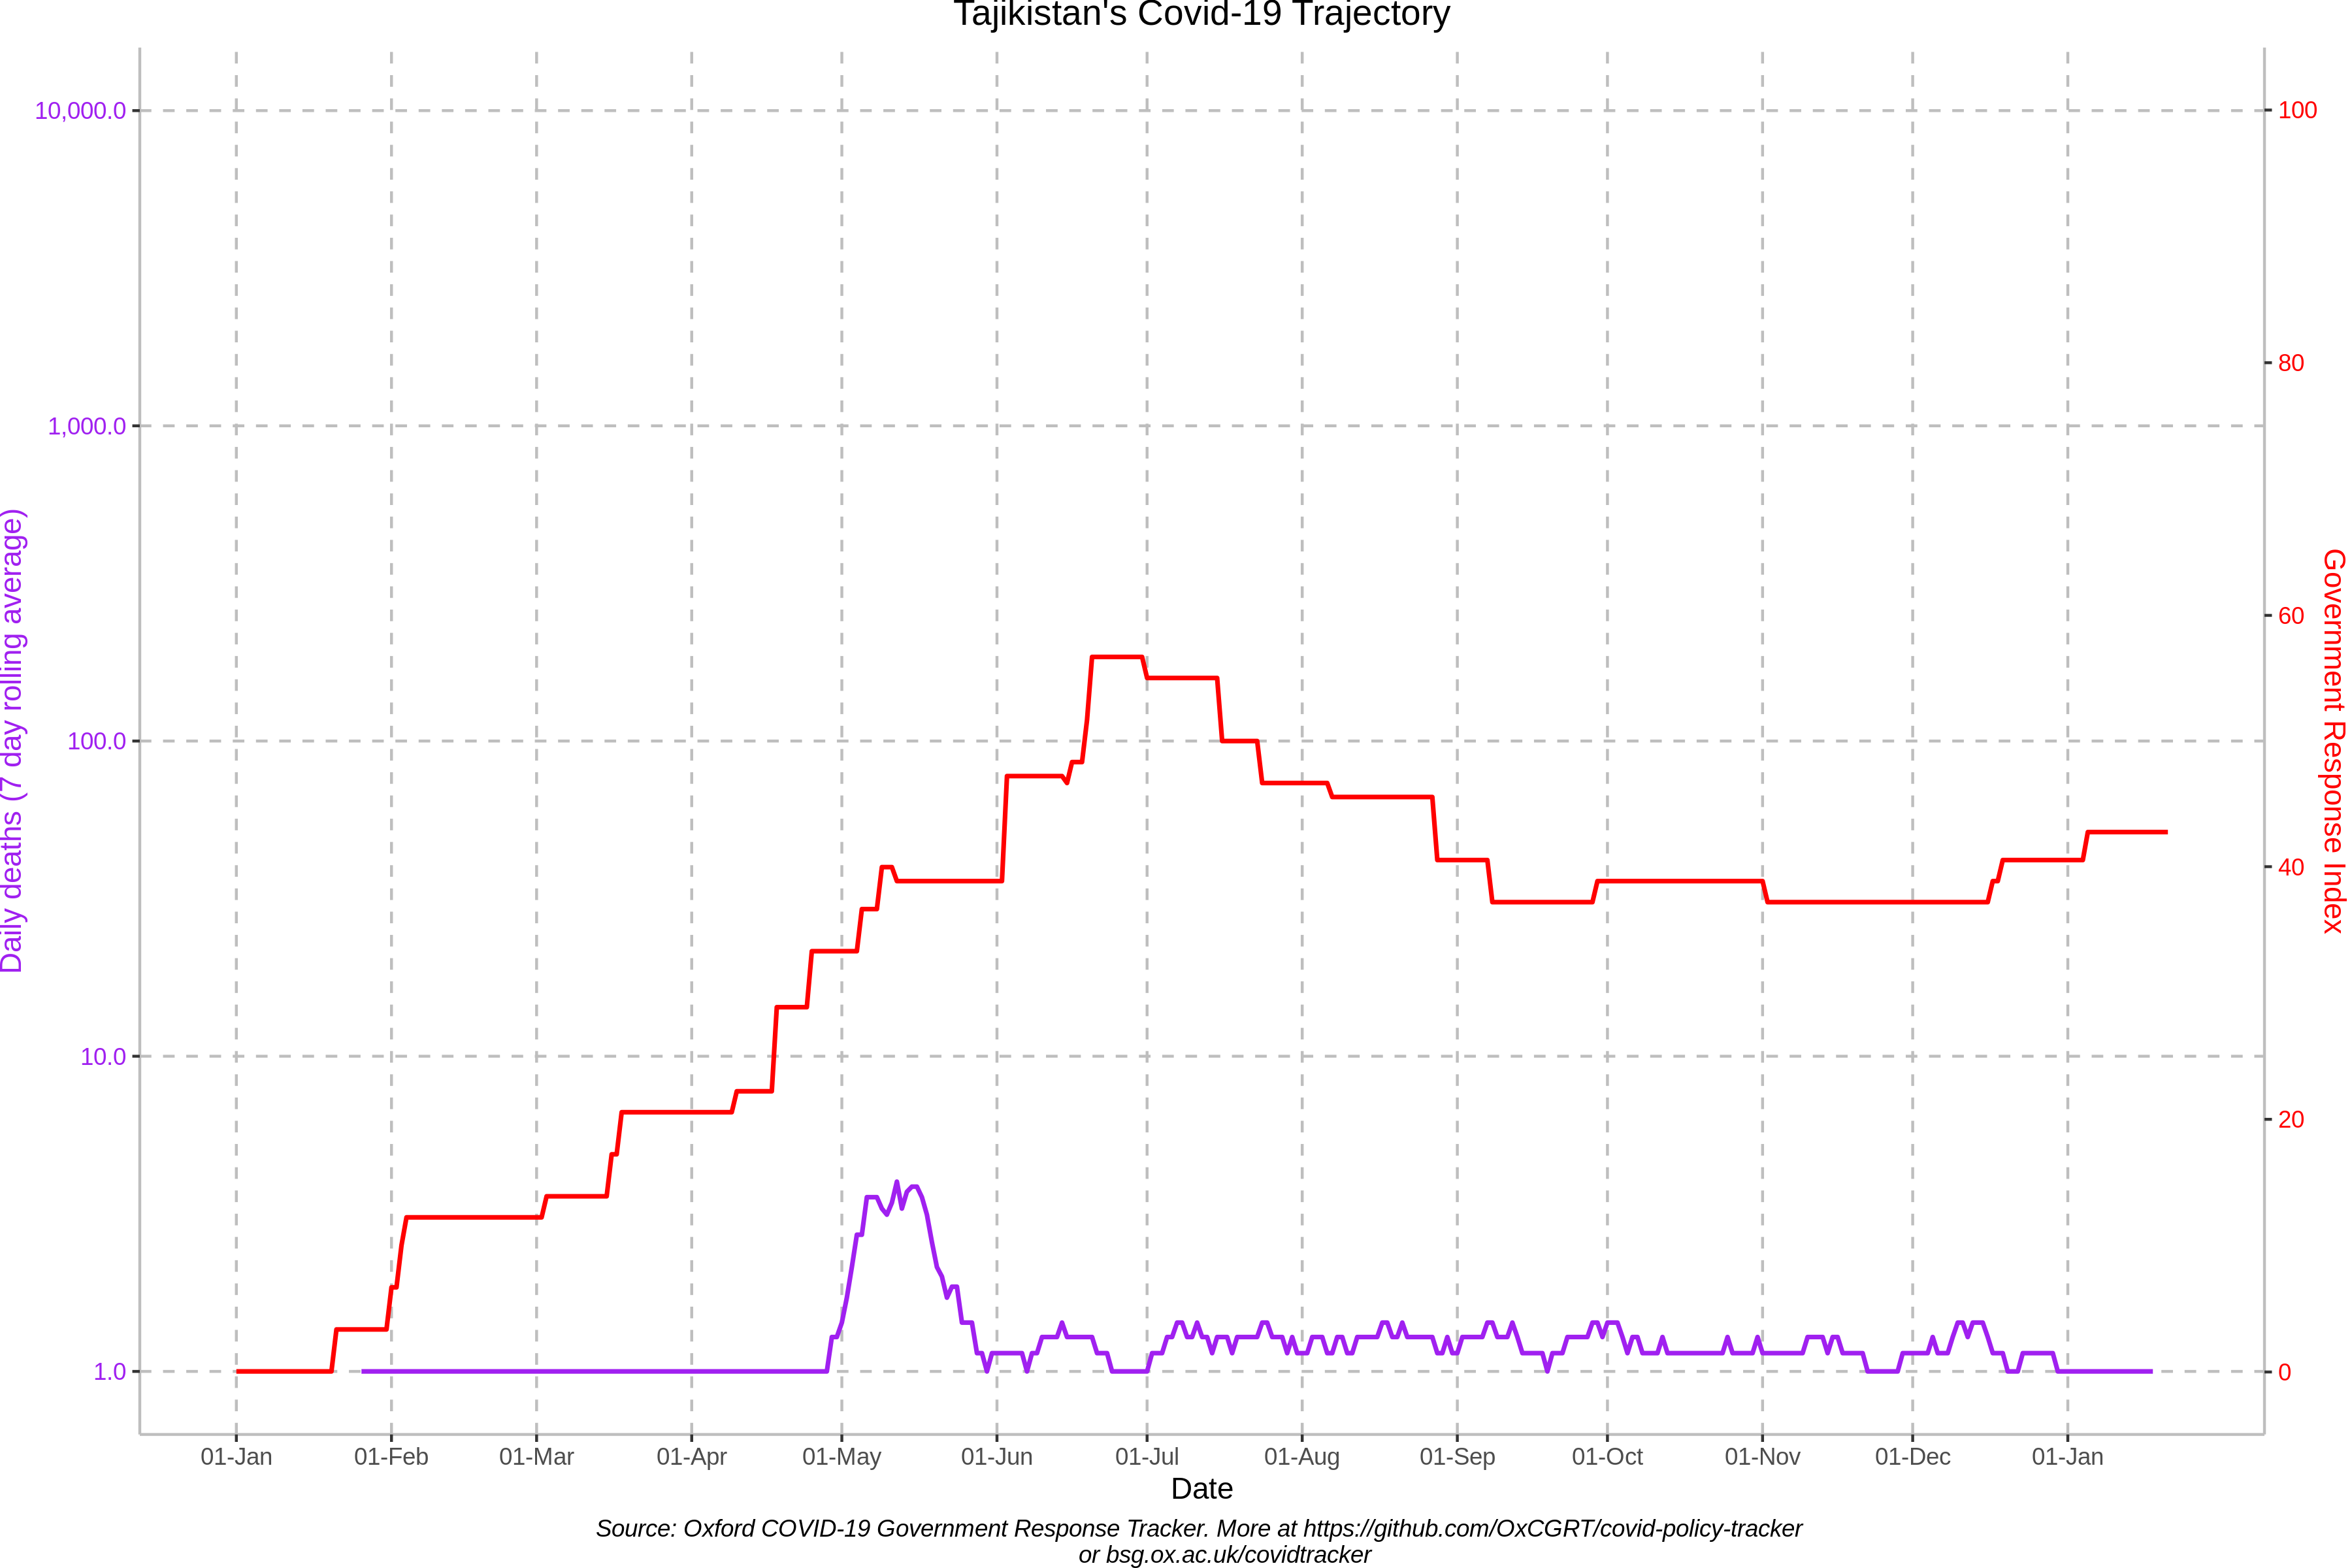 Tajikistan's Covid-19 Trajectory
10,000.0
1,000.0
100.0
10.0
1.0
Daily deaths (7 day rolling average)
100
80
60
40
20
0
Government Response Index
01-Jan 01-Feb 01-Mar 01-Apr 01-May 01-Jun 01-Jul 01-Aug 01-Sep 01-Oct 01-Nov 01-Dec 01-Jan
Date
Source: Oxford COVID-19 Government Response Tracker. More at https://github.com/OxCGRT/covid-policy-tracker
or bsg.ox.ac.uk/covidtracker